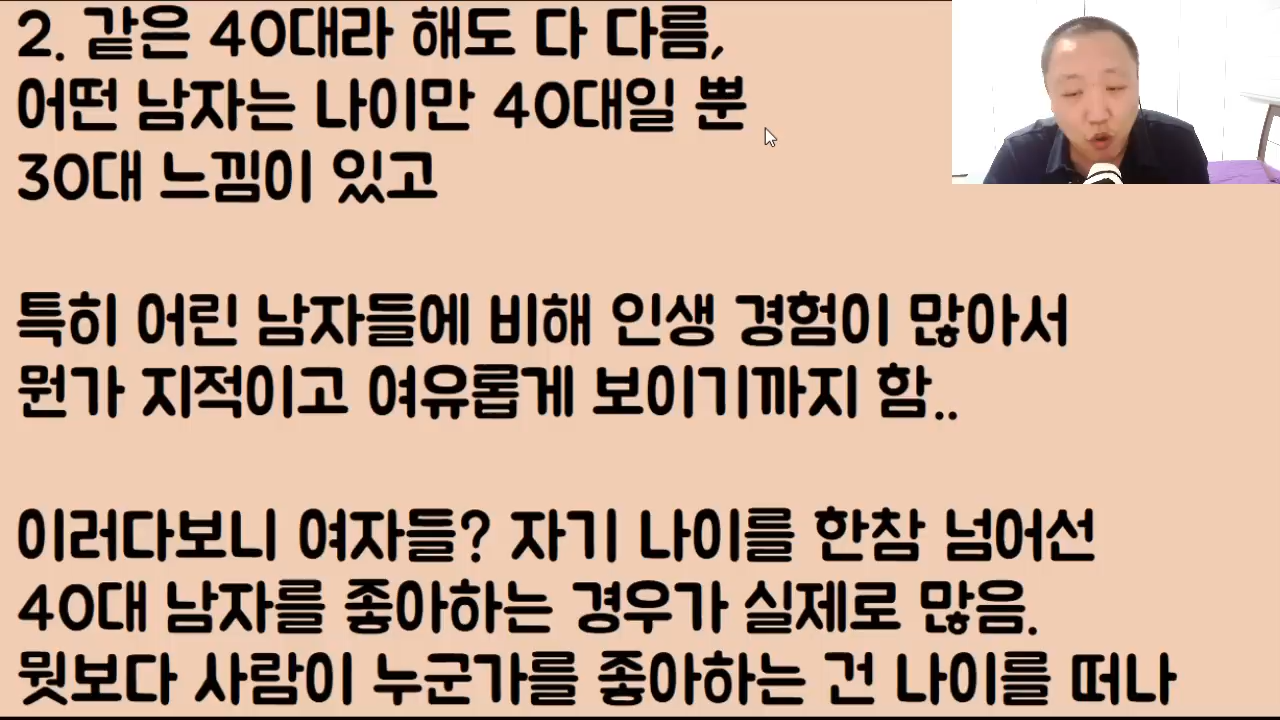 2. 같은 40대라 해도 다 다름,
어떤 남자는 나이만 40대일 뿐
30대 느낌이 있고
특히 어린 남자들에 비해 인생 경험이 많아서
뭔가 지적이고 여유롭게 보이기까지 함..
이러다보니 여자들? 자기 나이를 한참 넘어선
40대 남자를 좋아하는 경우가 실제로 많음.
뭣보다 사람이 누군가를 좋아하는 건 나이를 떠나